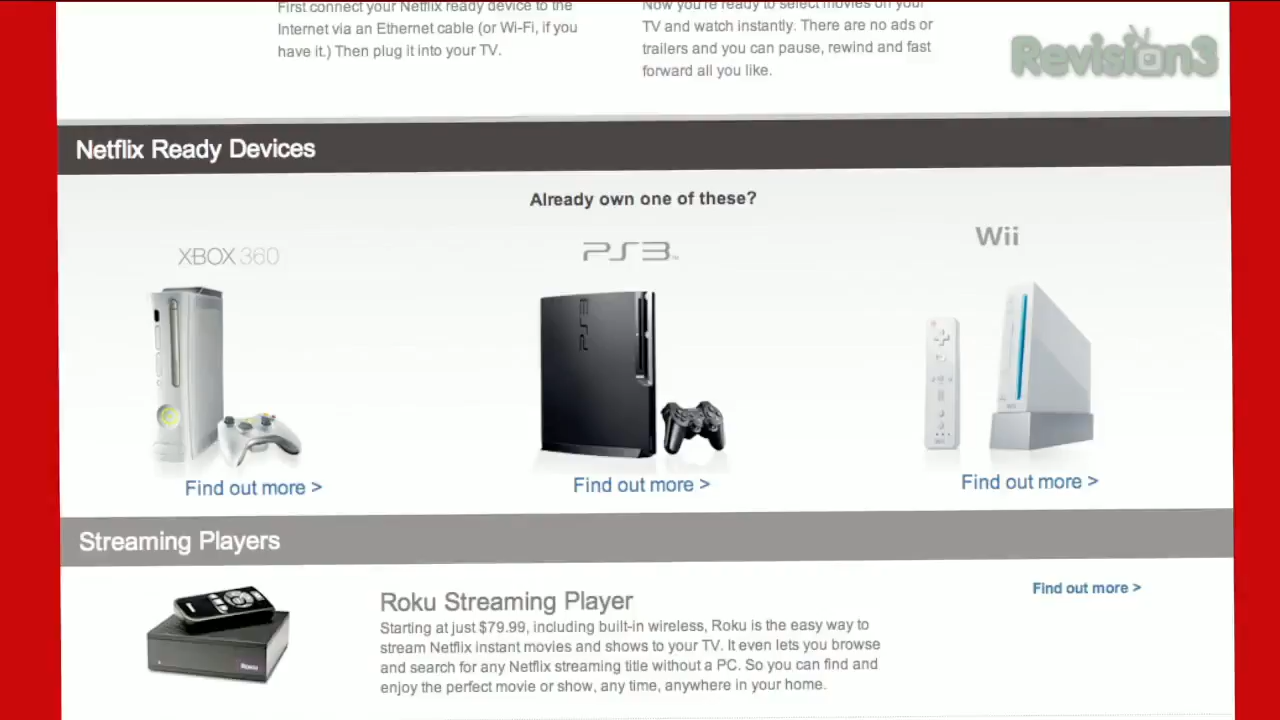 First connect your Netflix ready device to the
Internet via an Ethernet cable (or Wi-Fi, if you
have it.) Then plug it into your TV.
Now you're ready to select movies on your
TV and watch instantly. There are no ads or
trailers and you can pause, rewind and fast
forward all you like.
Revision3
Netflix Ready Devices
Already own one of these?
XBOX 360
PS3
Wii
PS3
Wii
Find out more >
Find out more >
Find out more >
Streaming Players
Roku
Roku Streaming Player
Find out more >
Starting at just $79.99, including built-in wireless, Roku is the easy way to
stream Netflix instant movies and shows to your TV. It even lets you browse
and search for any Netflix streaming title without a PC. So you can find and
enjoy the perfect movie or show, any time, anywhere in your home.